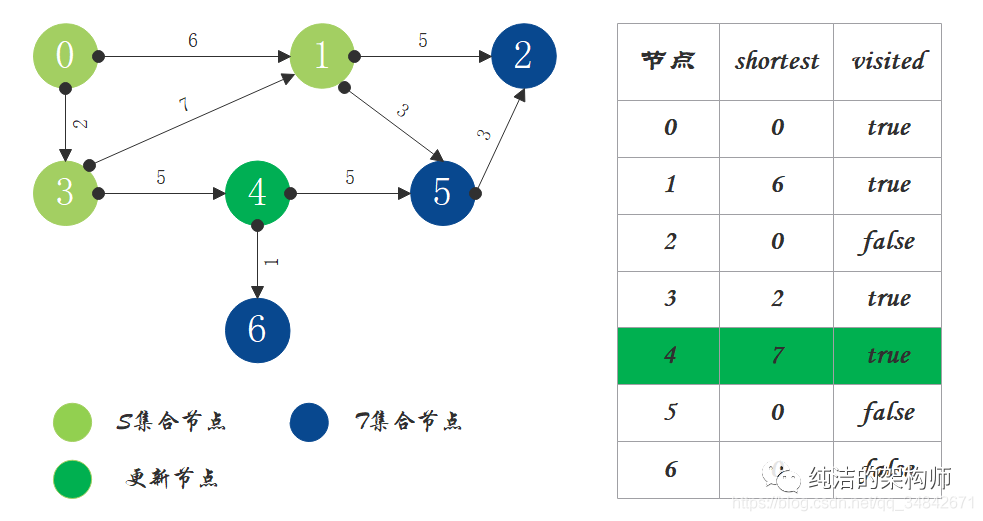 0 6 1 5 2
2 7 3 3
3 5 4 5 5
1
6
S集合节点 T集合节点
更新节点
节点 shortest visited
0 0 true
1 6 true
2 0 false
3 2 true
4 7 true
5 0 false
6 0 false
纯洁的架构师
https://blog.csdn.net/qq_34842671